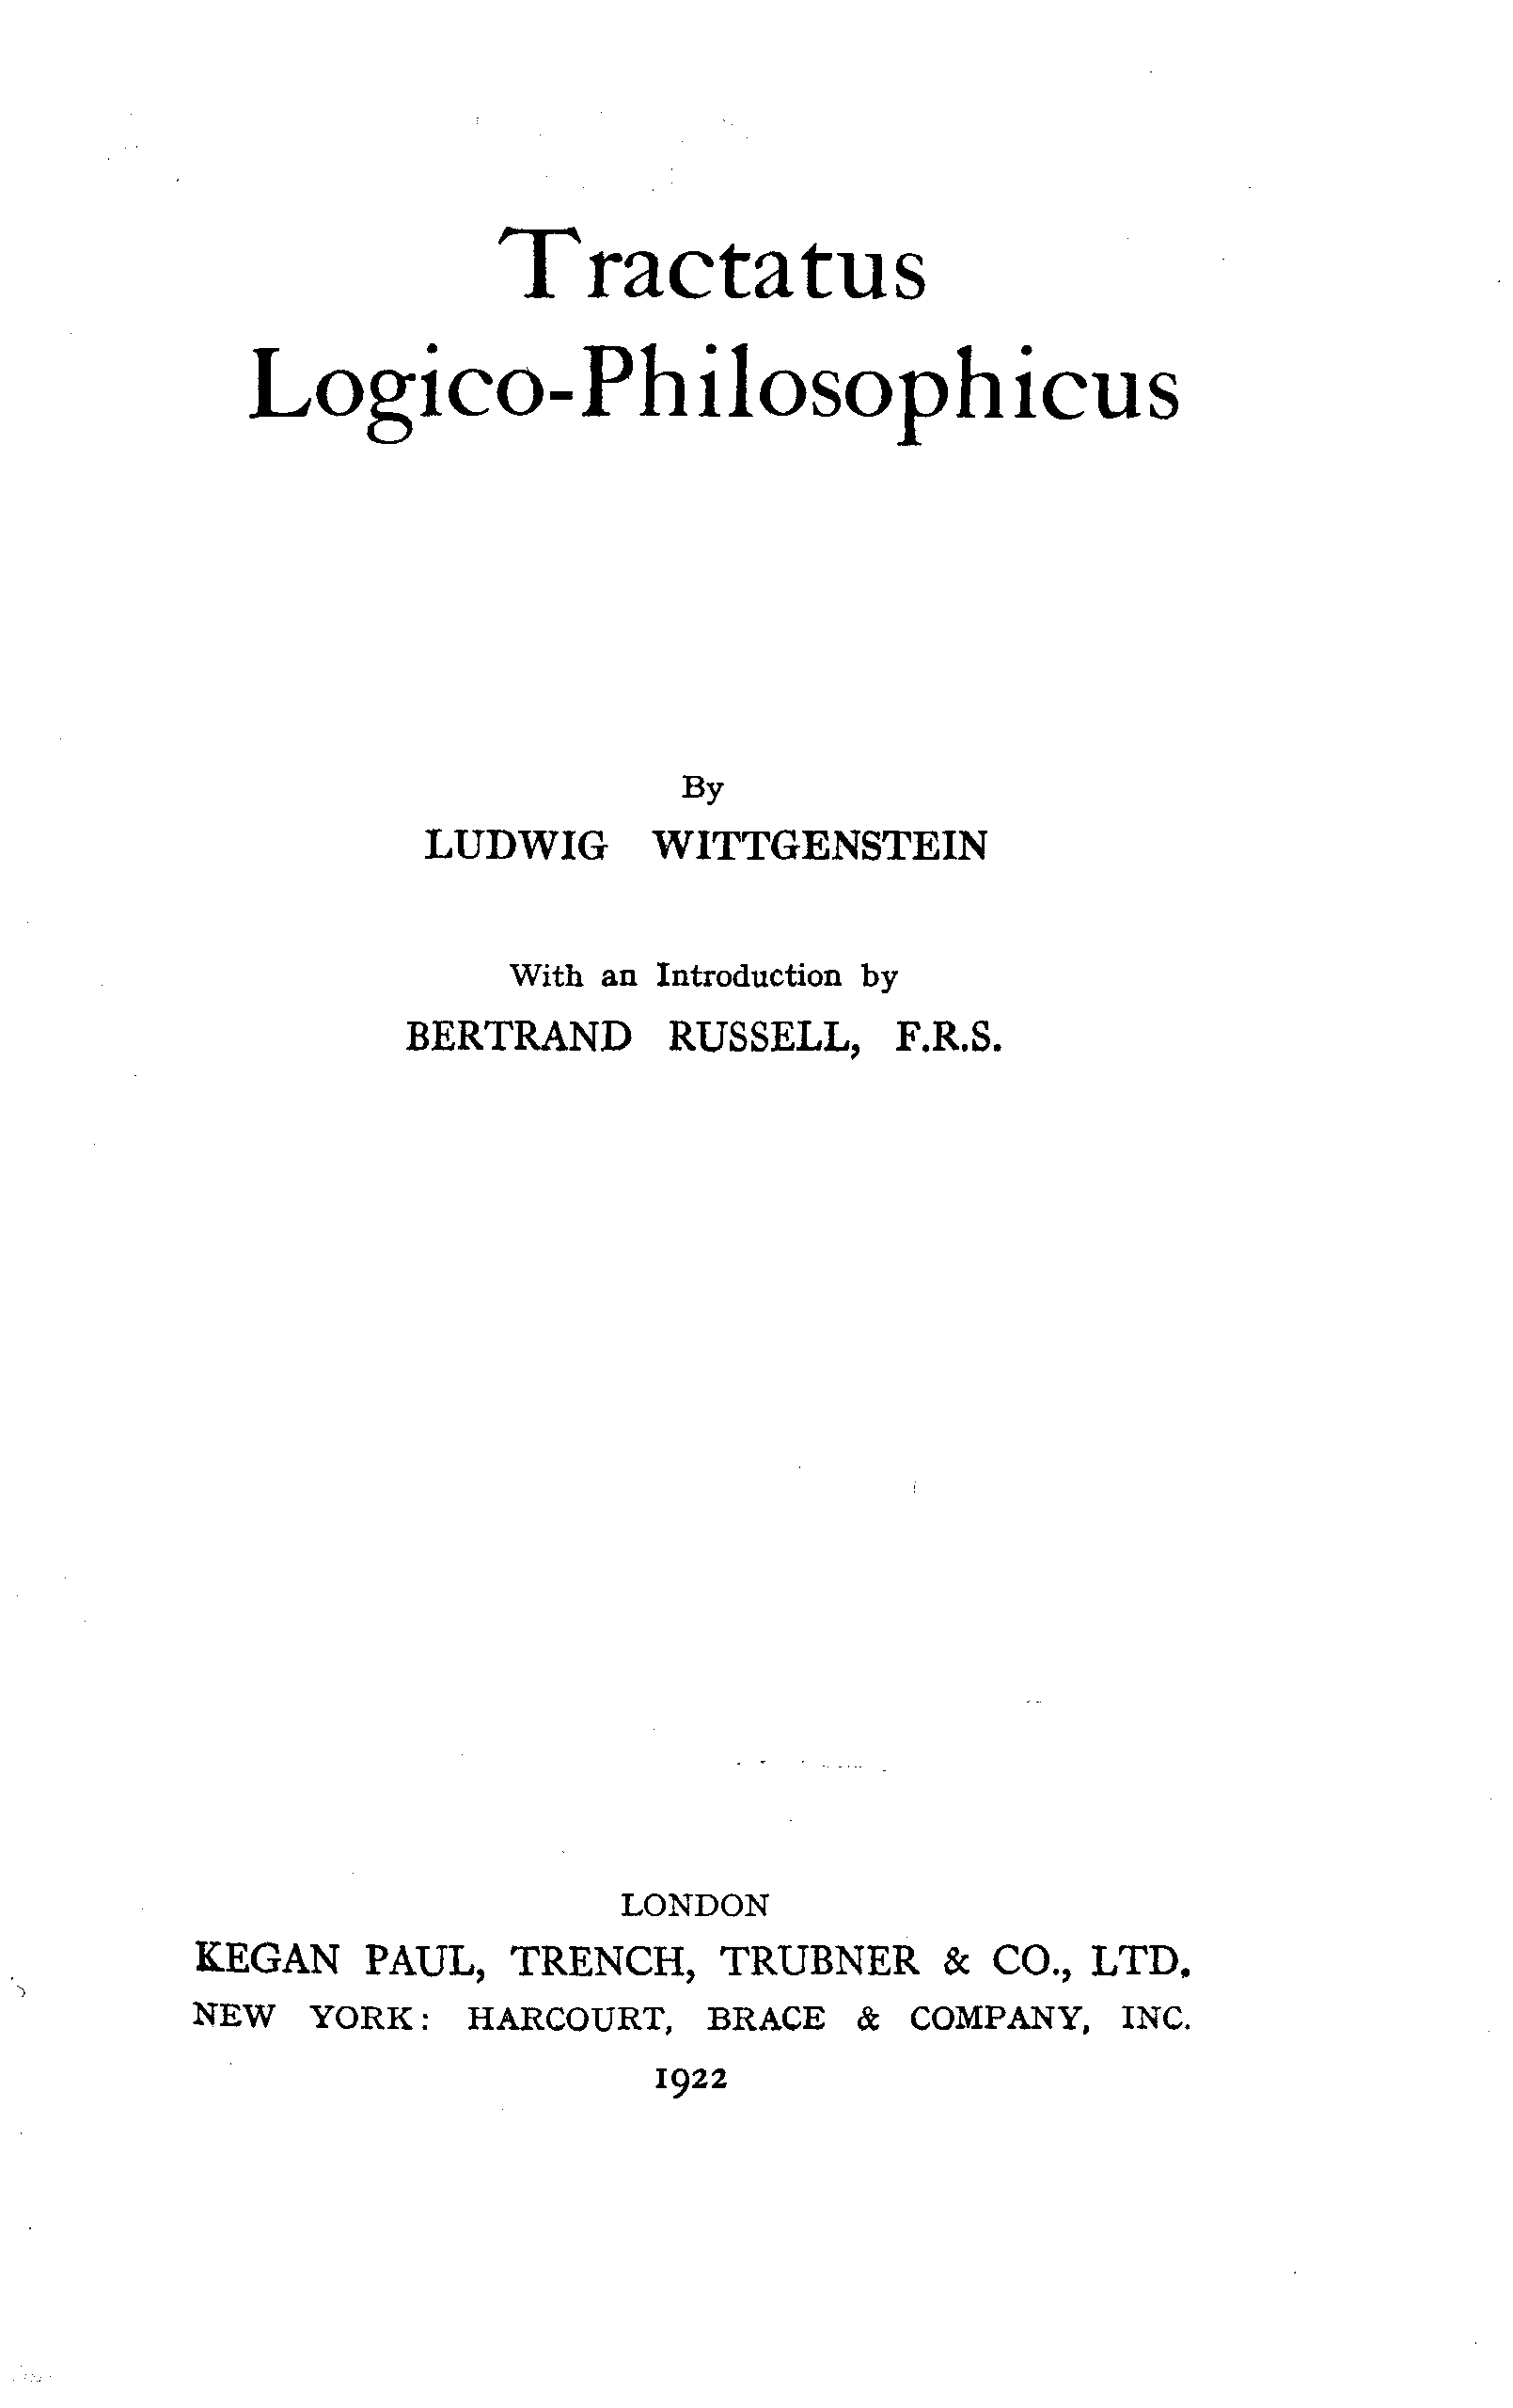 Tractatus
Logico-Philosophicus
By
LUDWIG WITTGENSTEIN
With an Introduction by
BERTRAND RUSSELL, F.R.S.
LONDON
KEGAN PAUL, TRENCH, TRUBNER & CO., LTD.
NEW YORK: HARCOURT, BRACE & COMPANY, INC.
1922